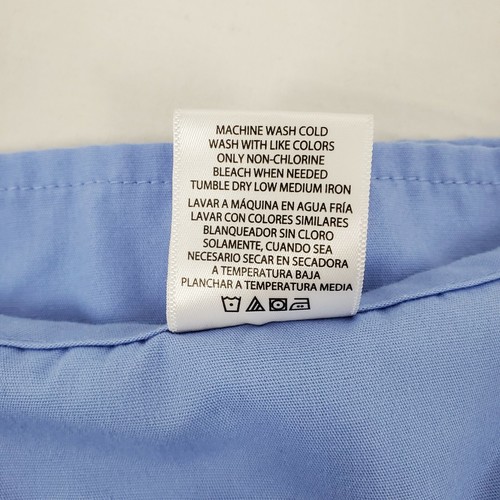 MACHINE WASH COLD
WASH WITH LIKE COLORS
ONLY NON-CHLORINE
BLEACH WHEN NEEDED
TUMBLE DRY LOW MEDIUM IRON
LAVAR A MÁQUINA EN AGUA FRÍA
LAVAR CON COLORES SIMILARES
BLANQUEADOR SIN CLORO
SOLAMENTE, CUANDO SEA
NECESARIO SECAR EN SECADORA
A TEMPERATURA BAJA
PLANCHAR A TEMPERATURA MEDIA